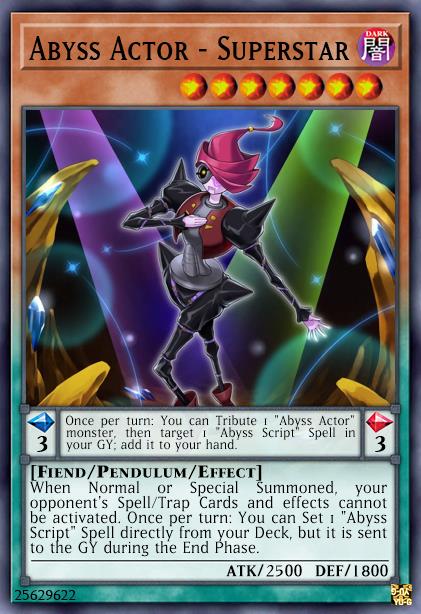 Abyss Actor - Superstar
DARK
闇
3
Once per turn: You can Tribute 1 "Abyss Actor"
monster, then target 1 "Abyss Script" Spell in
your GY; add it to your hand.
3
[Fiend/Pendulum/Effect]
When Normal or Special Summoned, your
opponent's Spell/Trap Cards and effects cannot
be activated. Once per turn: You can Set 1 "Abyss
Script" Spell directly from your Deck, but it is sent
to the GY during the End Phase.
ATK/2500 DEF/1800
25629622